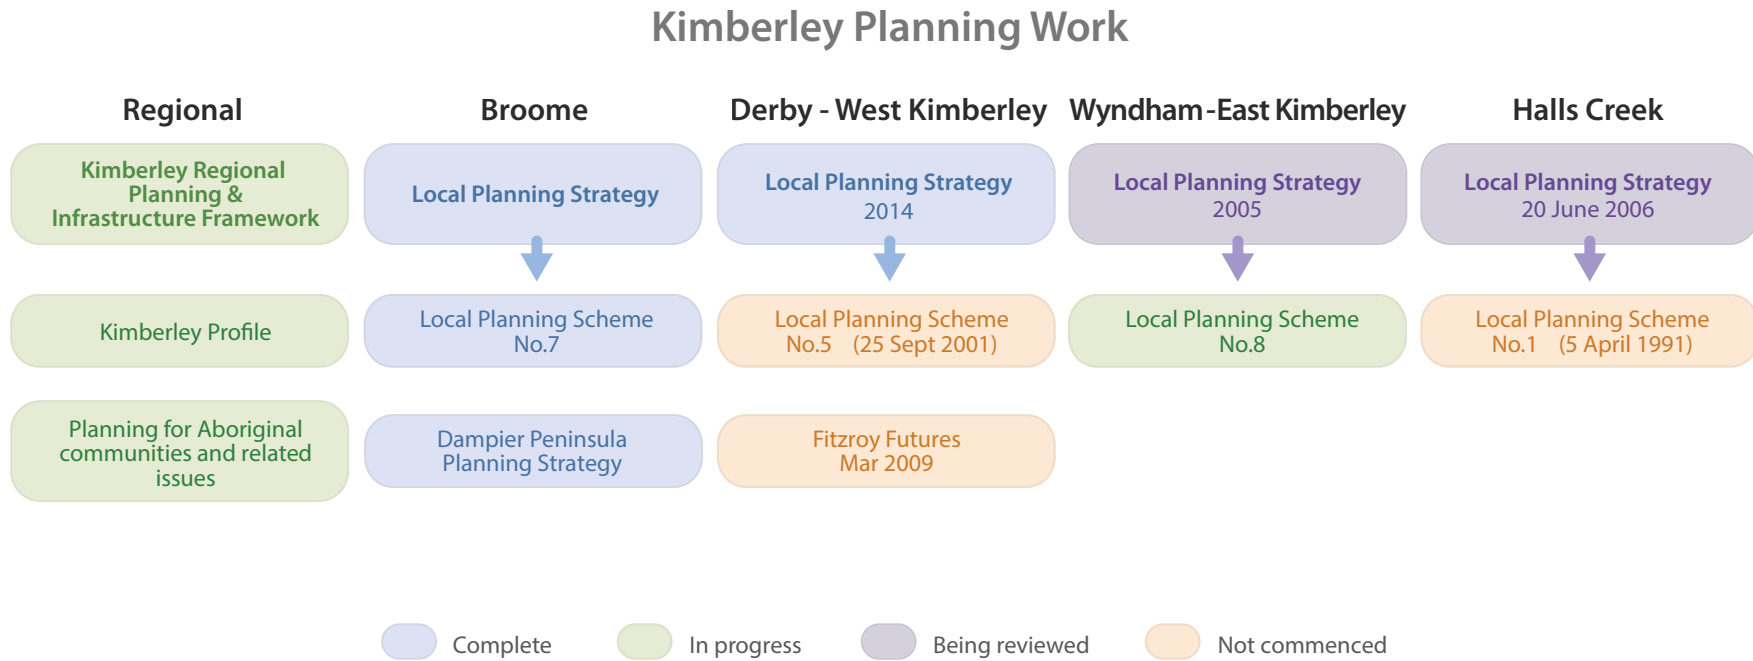 Kimberley Planning Work
Regional
Kimberley Regional
Planning &
Infrastructure Framework
Kimberley Profile
Planning for Aboriginal
communities and related
issues
Broome
Local Planning Strategy
Local Planning Scheme
No.7
Dampier Peninsula
Planning Strategy
Derby - West Kimberley
Local Planning Strategy
2014
Local Planning Scheme
No.5 (25 Sept 2001)
Fitzroy Futures
Mar 2009
Wyndham-East Kimberley
Local Planning Strategy
2005
Local Planning Scheme
No.8
Halls Creek
Local Planning Strategy
20 June 2006
Local Planning Scheme
No.1 (5 April 1991)
Complete
In progress
Being reviewed
Not commenced